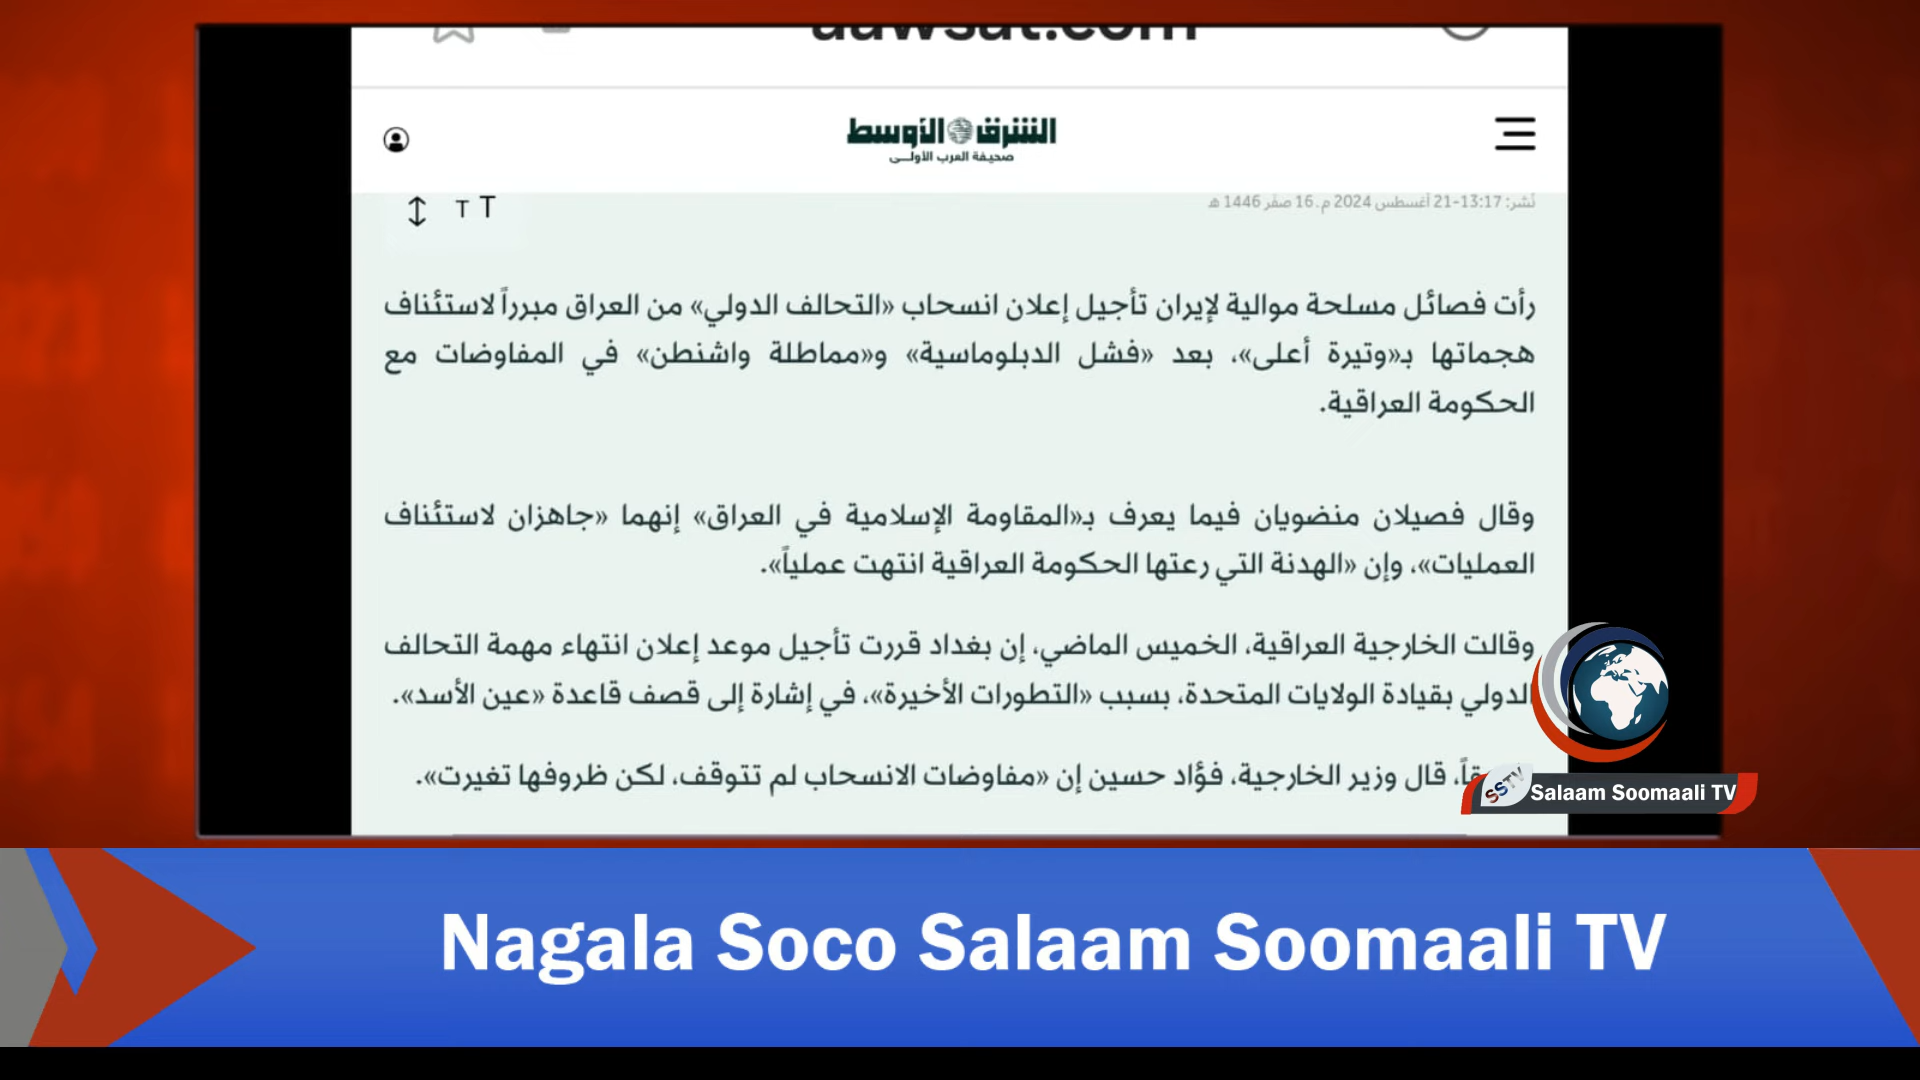 aawsat.com
الشرق الأوسط
صحيفة العرب الأولى
T T
نُشر: 13:17-21 أغسطس 2024 م ـ 16 صفَر 1446 هـ
رأت فصائل مسلحة موالية لإيران تأجيل إعلان انسحاب «التحالف الدولي» من العراق مبرراً لاستئناف
هجماتها بـ«وتيرة أعلى»، بعد «فشل الدبلوماسية» و«مماطلة واشنطن» في المفاوضات مع
الحكومة العراقية.
وقال فصيلان منضويان فيما يعرف بـ«المقاومة الإسلامية في العراق» إنهما «جاهزان لاستئناف
العمليات»، وإن «الهدنة التي رعتها الحكومة العراقية انتهت عملياً».
وقالت الخارجية العراقية، الخميس الماضي، إن بغداد قررت تأجيل موعد إعلان انتهاء مهمة التحالف
الدولي بقيادة الولايات المتحدة، بسبب «التطورات الأخيرة»، في إشارة إلى قصف قاعدة «عين الأسد».
قال وزير الخارجية، فؤاد حسين إن «مفاوضات الانسحاب لم تتوقف، لكن ظروفها تغيرت».
SSTV
Salaam Soomaali TV
Nagala Soco Salaam Soomaali TV